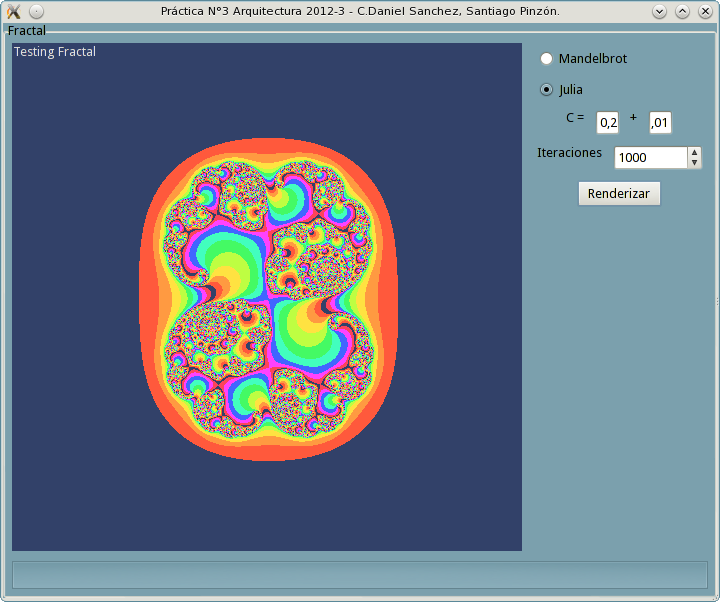 Práctica N°3 Arquitectura 2012-3 - C.Daniel Sanchez, Santiago Pinzón.
Fractal
Testing Fractal
Mandelbrot
Julia
C = 0,2 + ,01
Iteraciones 1000
Renderizar